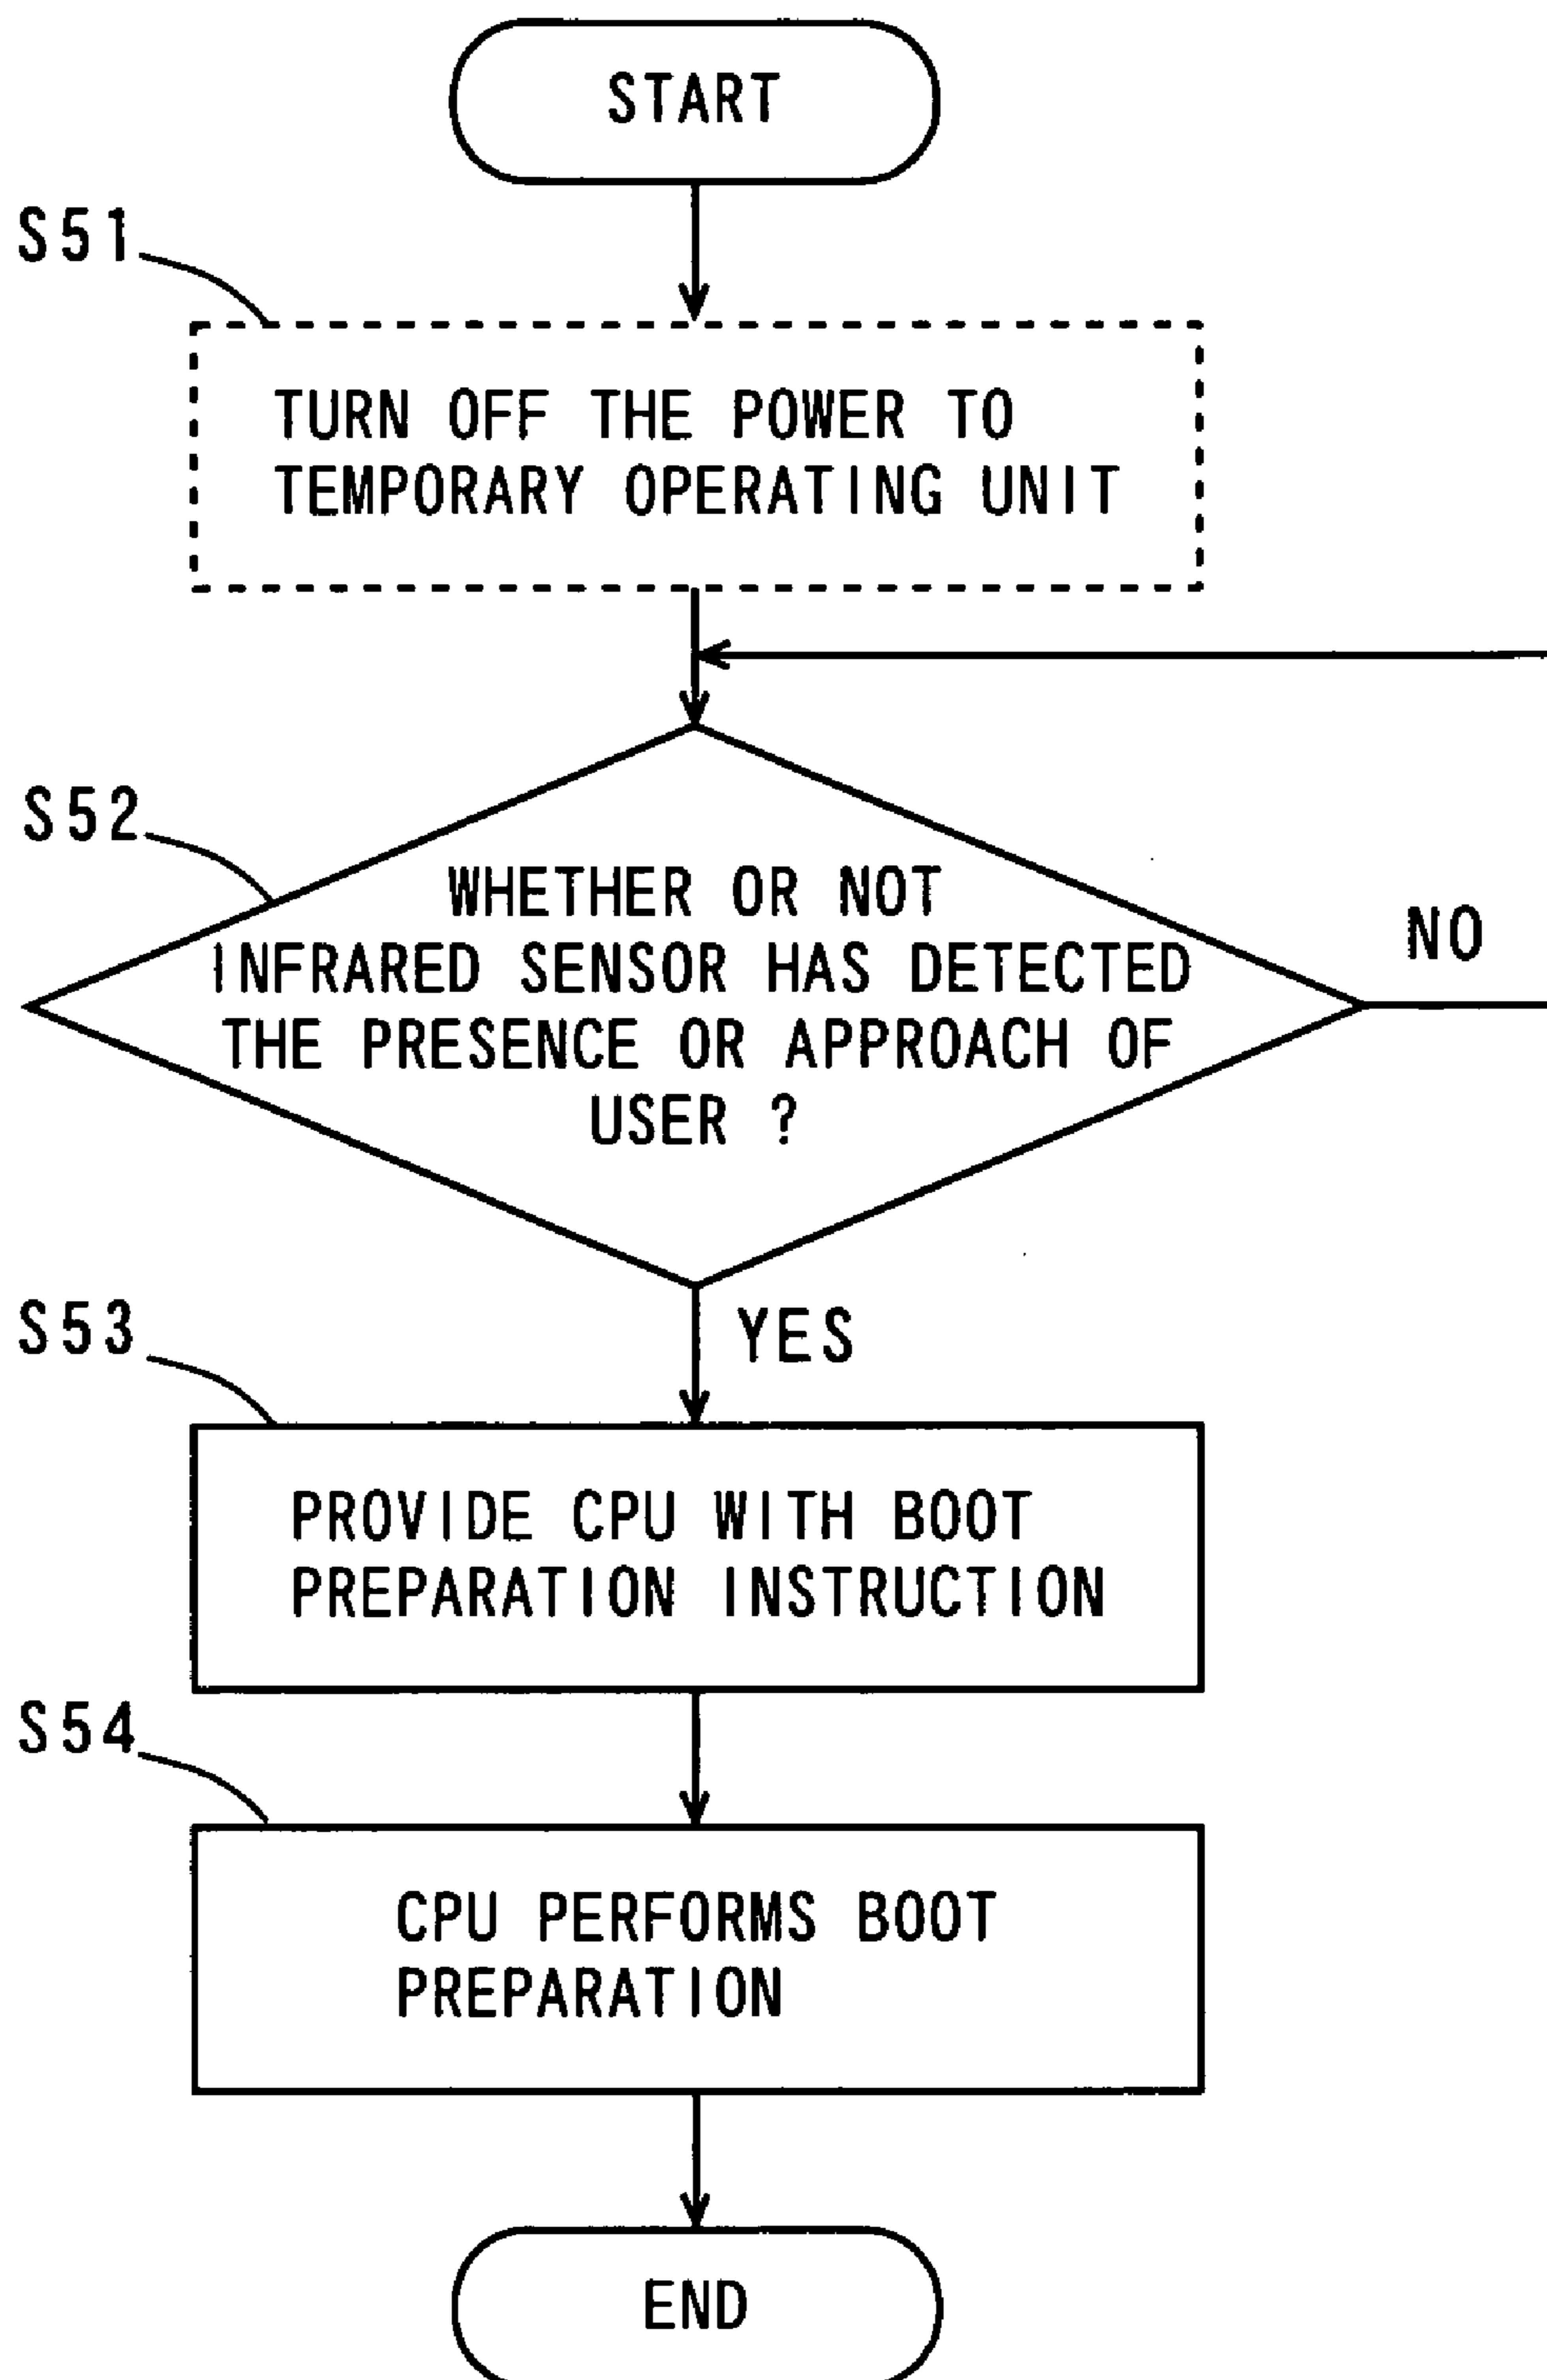 START
S51
TURN OFF THE POWER TO
TEMPORARY OPERATING UNIT
S52
WHETHER OR NOT
INFRARED SENSOR HAS DETECTED
THE PRESENCE OR APPROACH OF
USER ?
NO
YES
S53
PROVIDE CPU WITH BOOT
PREPARATION INSTRUCTION
S54
CPU PERFORMS BOOT
PREPARATION
END